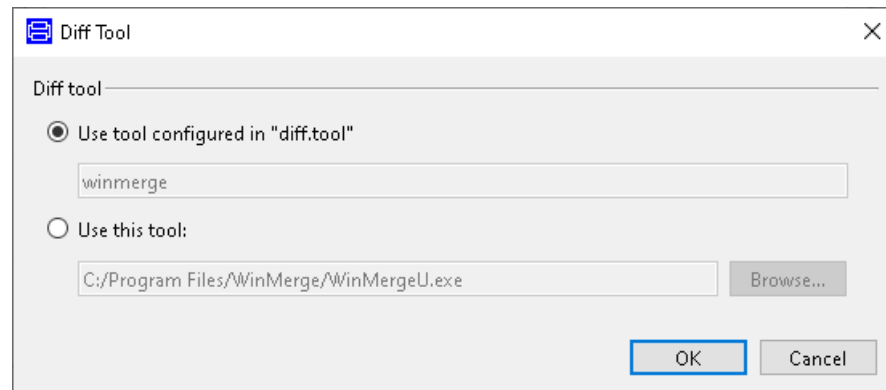 Diff Tool
Diff tool
Use tool configured in "diff.tool"
winmerge
Use this tool:
C:/Program Files/WinMerge/WinMergeU.exe
Browse...
OK
Cancel